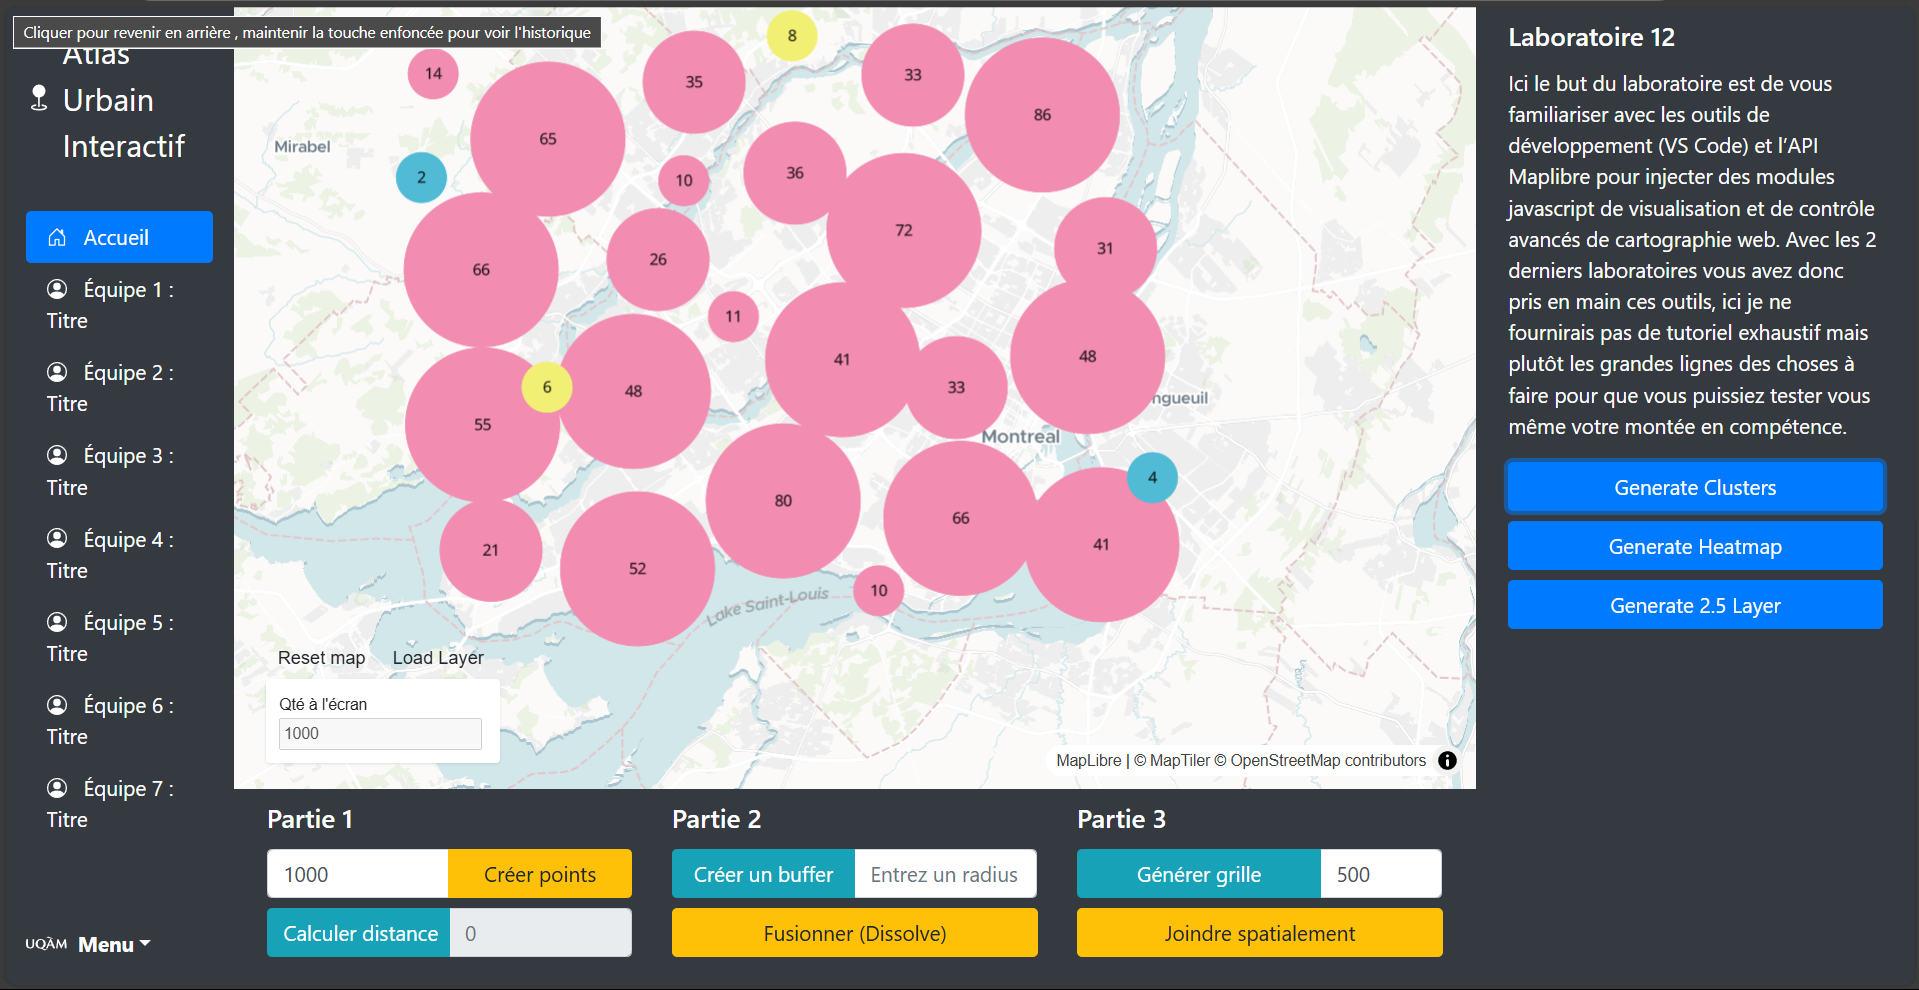 Cliquer pour revenir en arrière , maintenir la touche enfoncée pour voir l'historique
Atlas
Urbain
Interactif
Accueil
Équipe 1 :
Titre
Équipe 2 :
Titre
Équipe 3 :
Titre
Équipe 4 :
Titre
Équipe 5 :
Titre
Équipe 6 :
Titre
Équipe 7 :
Titre
UQÀM Menu
8
14
35
33
86
65
Mirabel
2
10
36
72
31
66
26
11
41
48
33
6
48
ngueuil
55
Montreal
4
80
66
41
21
52
10
Lake Saint-Louis
Reset map
Load Layer
Qté à l'écran
1000
MapLibre | © MapTiler © OpenStreetMap contributors
Partie 1
1000
Créer points
Calculer distance
0
Partie 2
Créer un buffer
Entrez un radius
Fusionner (Dissolve)
Partie 3
Générer grille
500
Joindre spatialement
Laboratoire 12
Ici le but du laboratoire est de vous
familiariser avec les outils de
développement (VS Code) et l’API
Maplibre pour injecter des modules
javascript de visualisation et de contrôle
avancés de cartographie web. Avec les 2
derniers laboratoires vous avez donc
pris en main ces outils, ici je ne
fournirais pas de tutoriel exhaustif mais
plutôt les grandes lignes des choses à
faire pour que vous puissiez tester vous
même votre montée en compétence.
Generate Clusters
Generate Heatmap
Generate 2.5 Layer